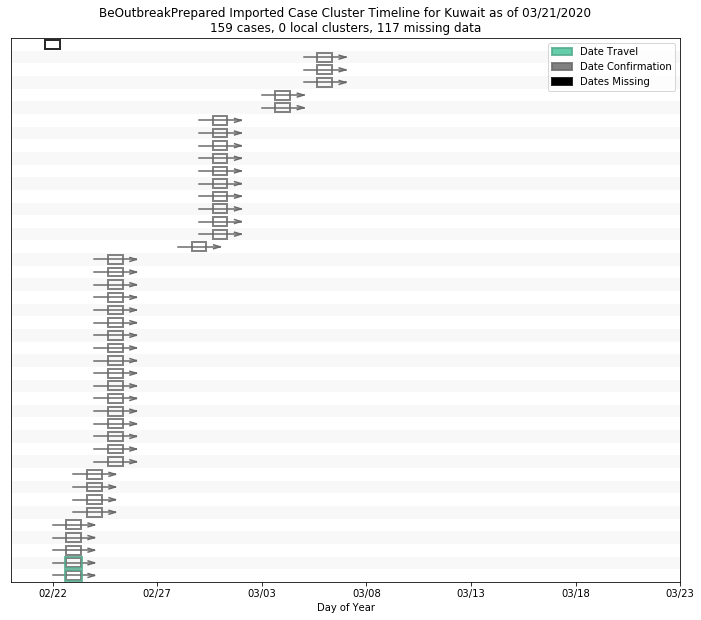 BeOutbreakPrepared Imported Case Cluster Timeline for Kuwait as of 03/21/2020
159 cases, 0 local clusters, 117 missing data
Date Travel
Date Confirmation
Dates Missing
02/22 02/27 03/03 03/08 03/13 03/18 03/23
Day of Year